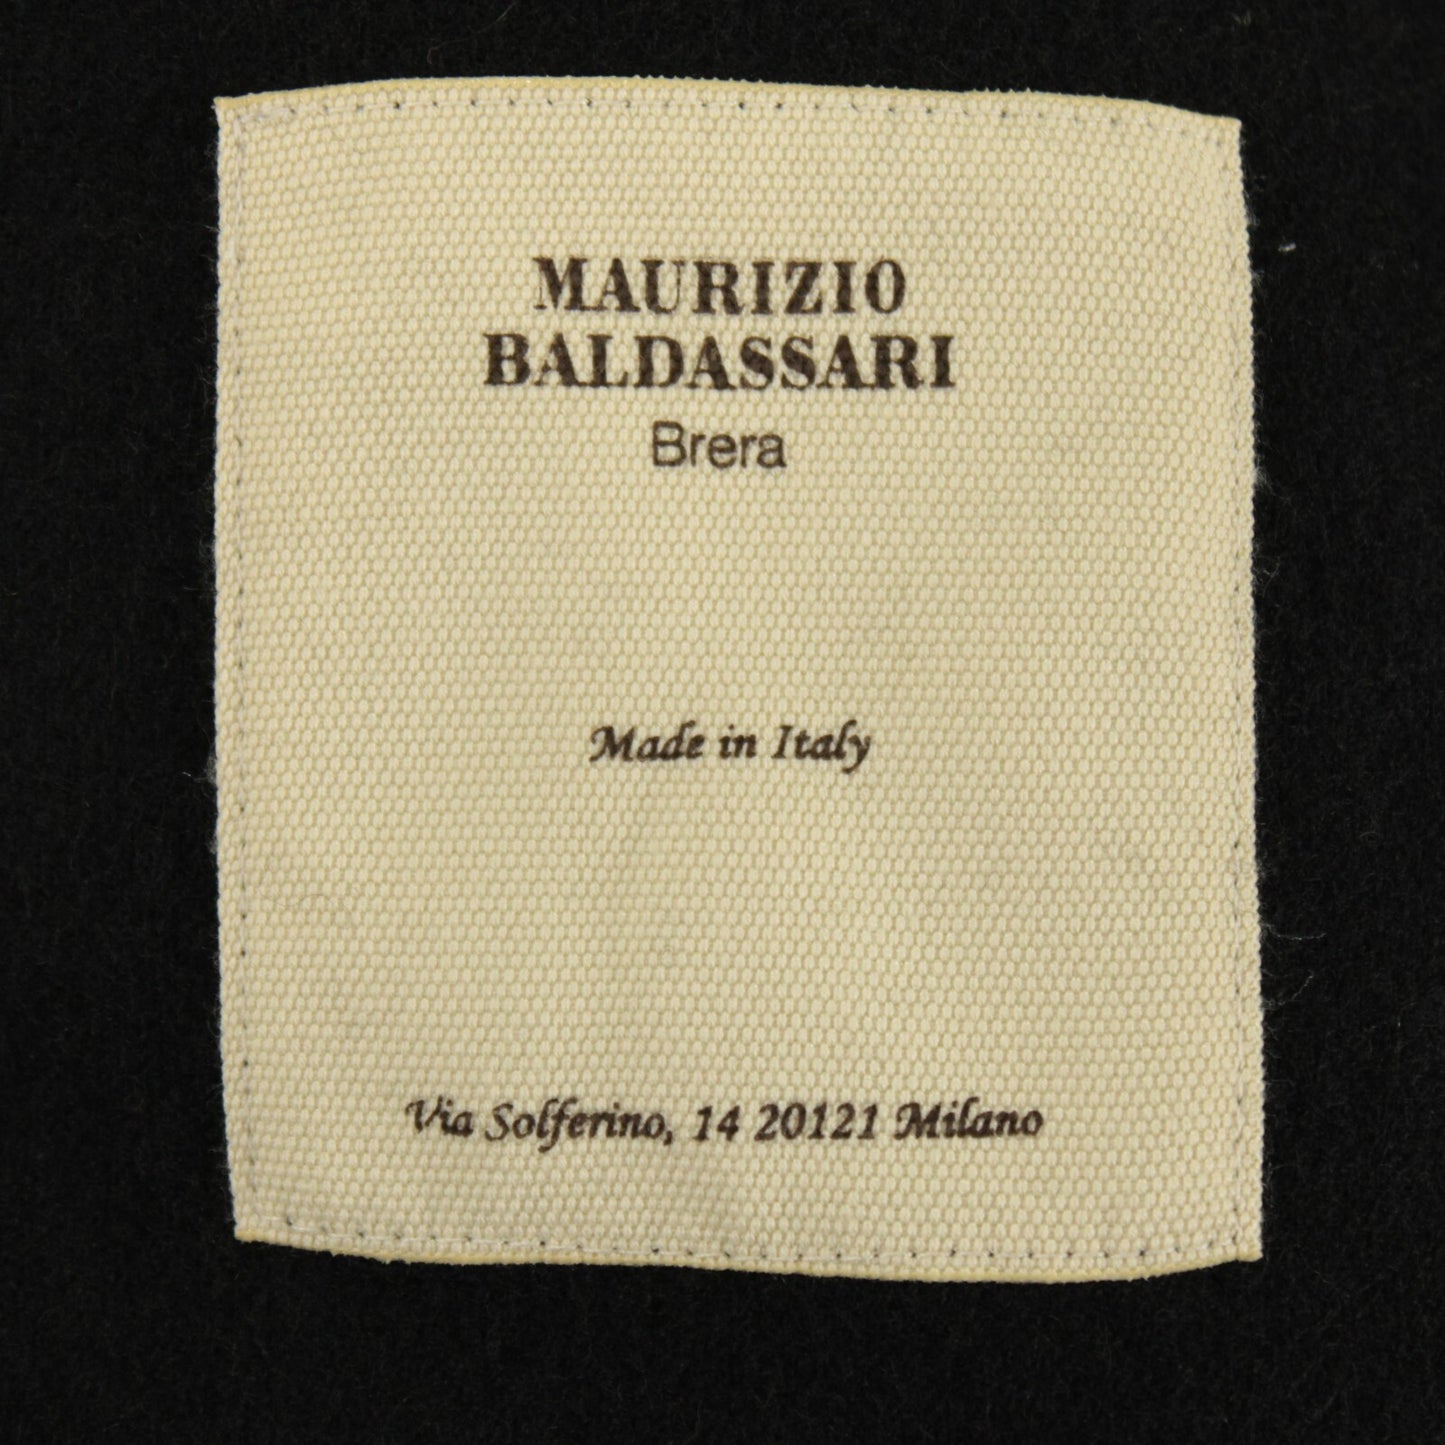 MAURIZIO
BALDASSARI
Brera
Made in Italy
Via Solferino, 14 20121 Milano